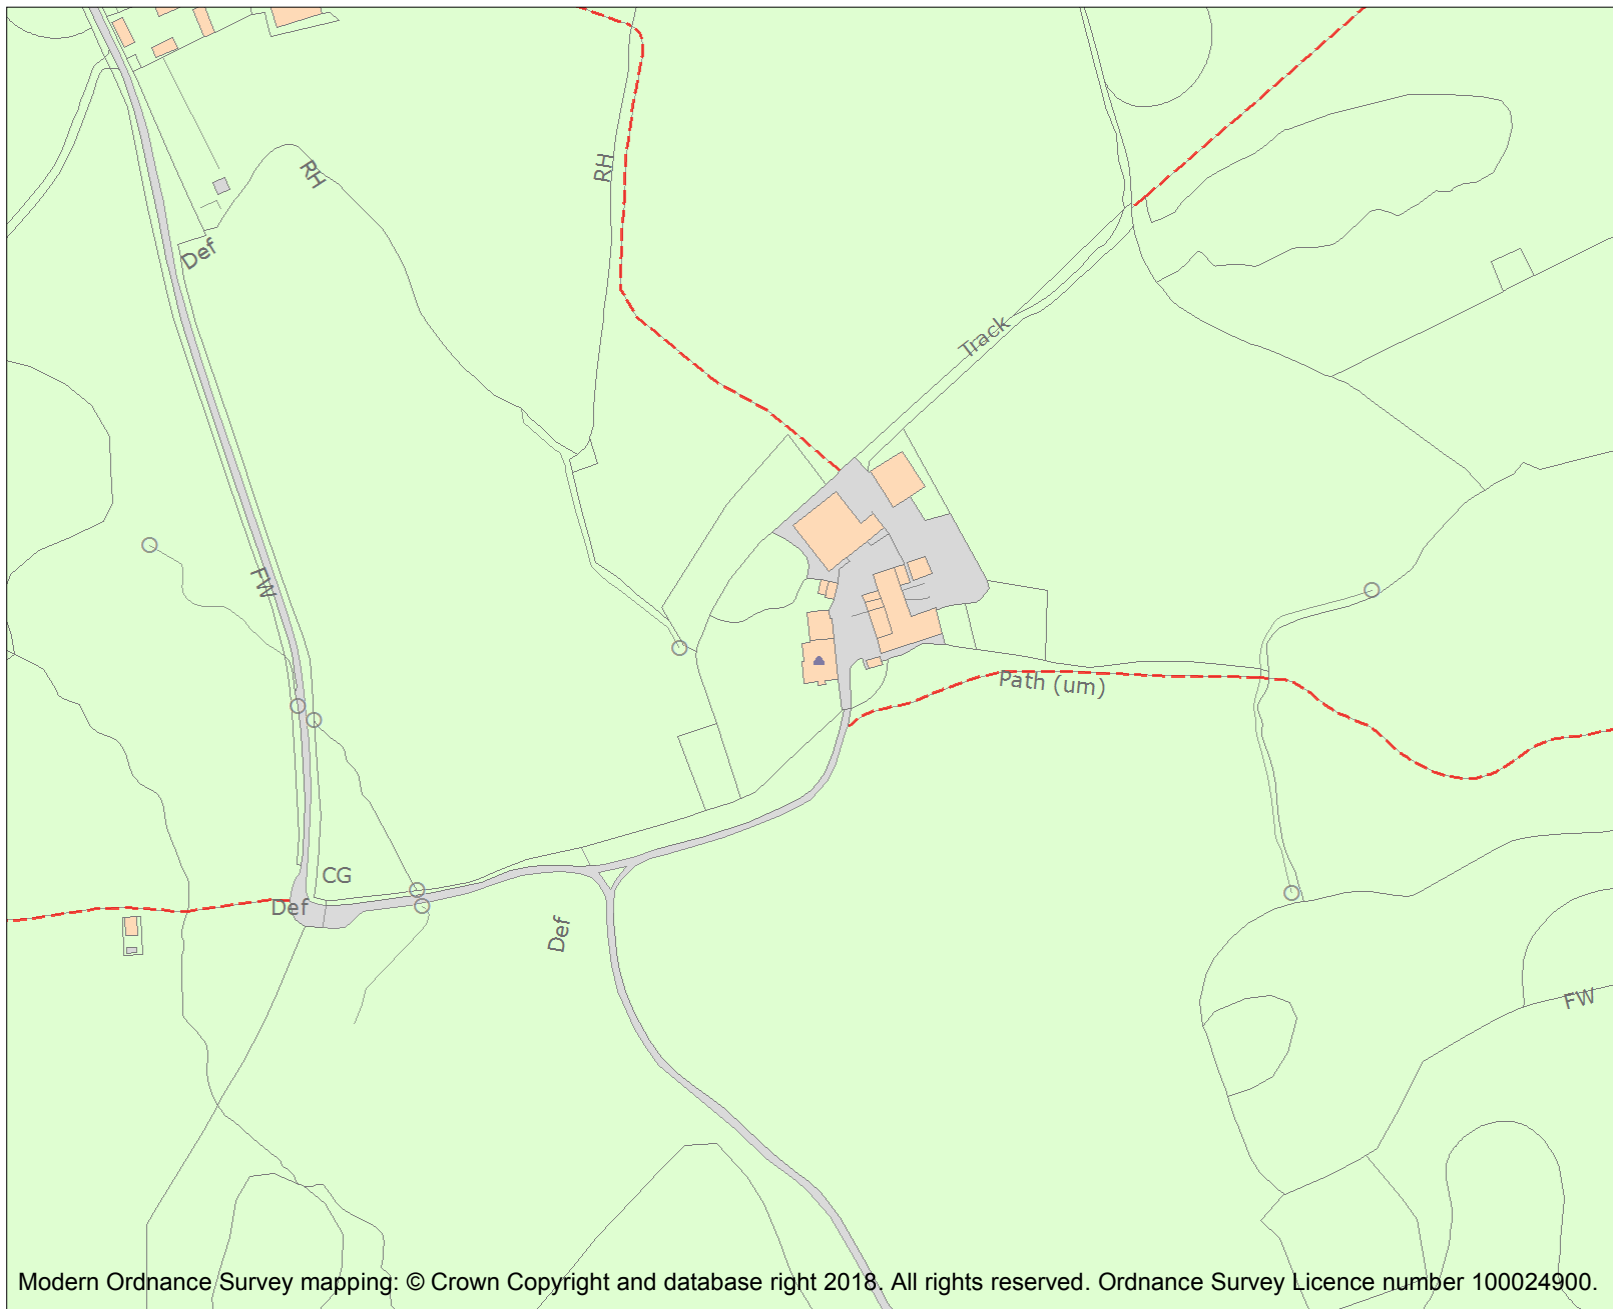 RH
RH
Def
Track
FW
Path (um)
CG
Def
Def
FW
Modern Ordnance Survey mapping: © Crown Copyright and database right 2018. All rights reserved. Ordnance Survey Licence number 100024900.